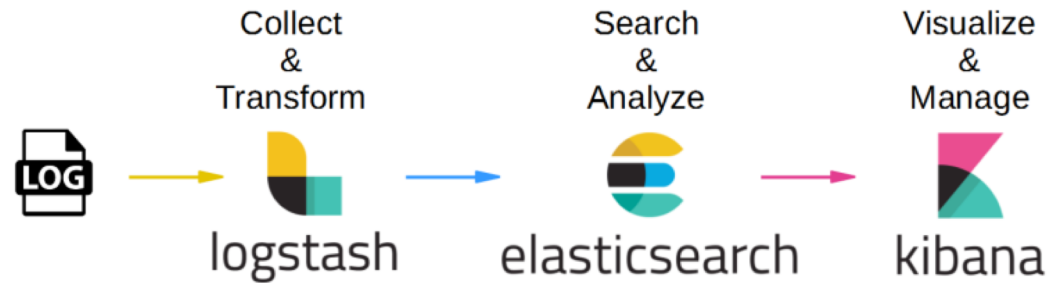 Collect
&
Transform
Search
&
Analyze
Visualize
&
Manage
LOG
logstash
elasticsearch
kibana